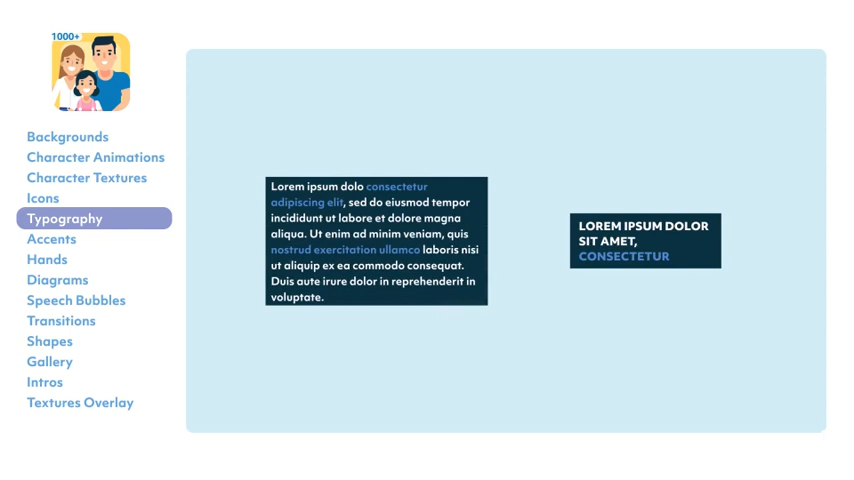 1000+
Backgrounds
Character Animations
Character Textures
Icons
Typography
Accents
Hands
Diagrams
Speech Bubbles
Transitions
Shapes
Gallery
Intros
Textures Overlay
Lorem ipsum dolo consectetur
adipiscing elit, sed do eiusmod tempor
incididunt ut labore et dolore magna
aliqua. Ut enim ad minim veniam, quis
nostrud exercitation ullamco laboris nisi
ut aliquip ex ea commodo consequat.
Duis aute irure dolor in reprehenderit in
voluptate.
LOREM IPSUM DOLOR
SIT AMET,
CONSECTETUR